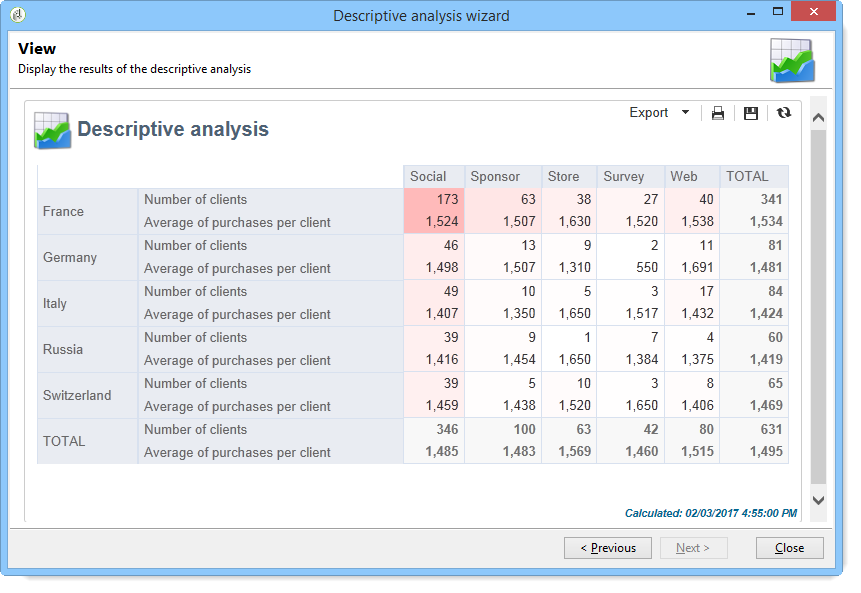 Descriptive analysis wizard
View
Display the results of the descriptive analysis
Export
Descriptive analysis
Social Sponsor Store Survey Web TOTAL
France Number of clients 173 63 38 27 40 341
Average of purchases per client 1,524 1,507 1,630 1,520 1,538 1,534
Germany Number of clients 46 13 9 2 11 81
Average of purchases per client 1,498 1,507 1,310 550 1,691 1,481
Italy Number of clients 49 10 5 3 17 84
Average of purchases per client 1,407 1,350 1,650 1,517 1,432 1,424
Russia Number of clients 39 9 1 7 4 60
Average of purchases per client 1,416 1,454 1,650 1,384 1,375 1,419
Switzerland Number of clients 39 5 10 3 8 65
Average of purchases per client 1,459 1,438 1,520 1,650 1,406 1,469
TOTAL Number of clients 346 100 63 42 80 631
Average of purchases per client 1,485 1,483 1,569 1,460 1,515 1,495
Calculated: 02/03/2017 4:55:00 PM
< Previous Next > Close